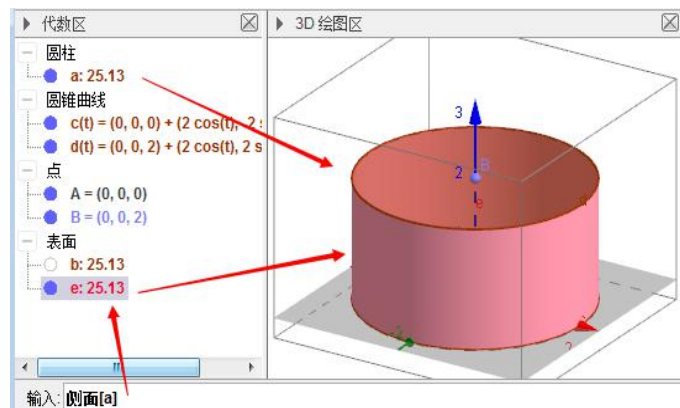 代数区
圆柱
a: 25.13
圆锥曲线
c(t) = (0, 0, 0) + (2 cos(t), 2 s
d(t) = (0, 0, 2) + (2 cos(t), 2 s
点
A = (0, 0, 0)
B = (0, 0, 2)
表面
b: 25.13
e: 25.13
3D 绘图区
3
B
2
e
2
输入: 侧面[a]